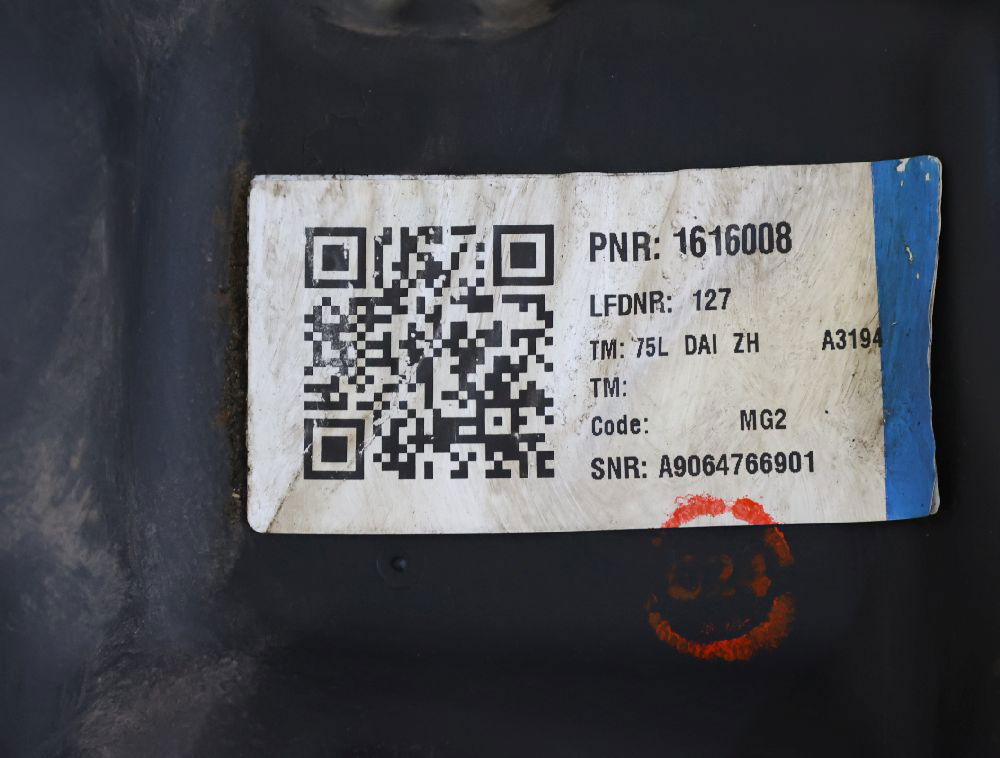 PNR: 1616008
LFDNR: 127
TM: 75L DAI ZH A3194
TM:
Code: MG2
SNR: A9064766901